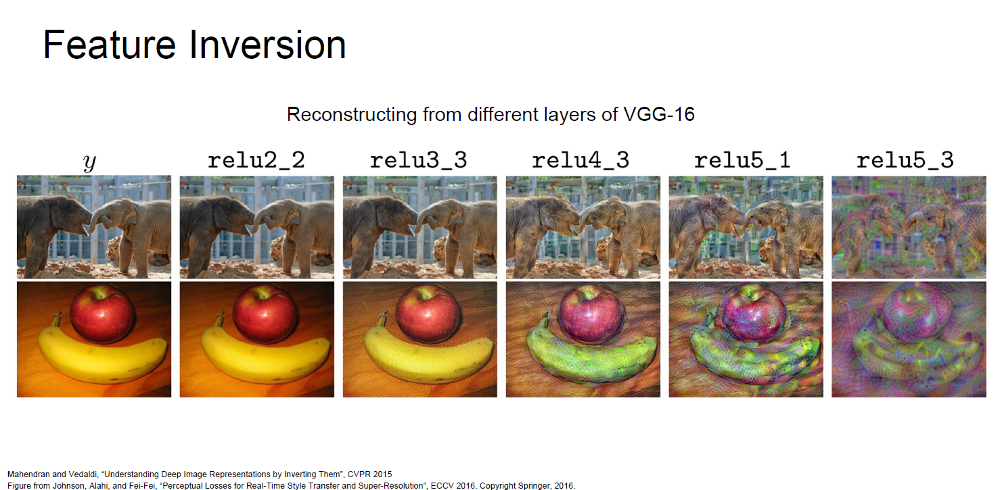 Feature Inversion
Reconstructing from different layers of VGG-16
y relu2_2 relu3_3 relu4_3 relu5_1 relu5_3
Mahendran and Vedaldi, “Understanding Deep Image Representations by Inverting Them”, CVPR 2015
Figure from Johnson, Alahi, and Fei-Fei, “Perceptual Losses for Real-Time Style Transfer and Super-Resolution”, ECCV 2016. Copyright Springer, 2016.